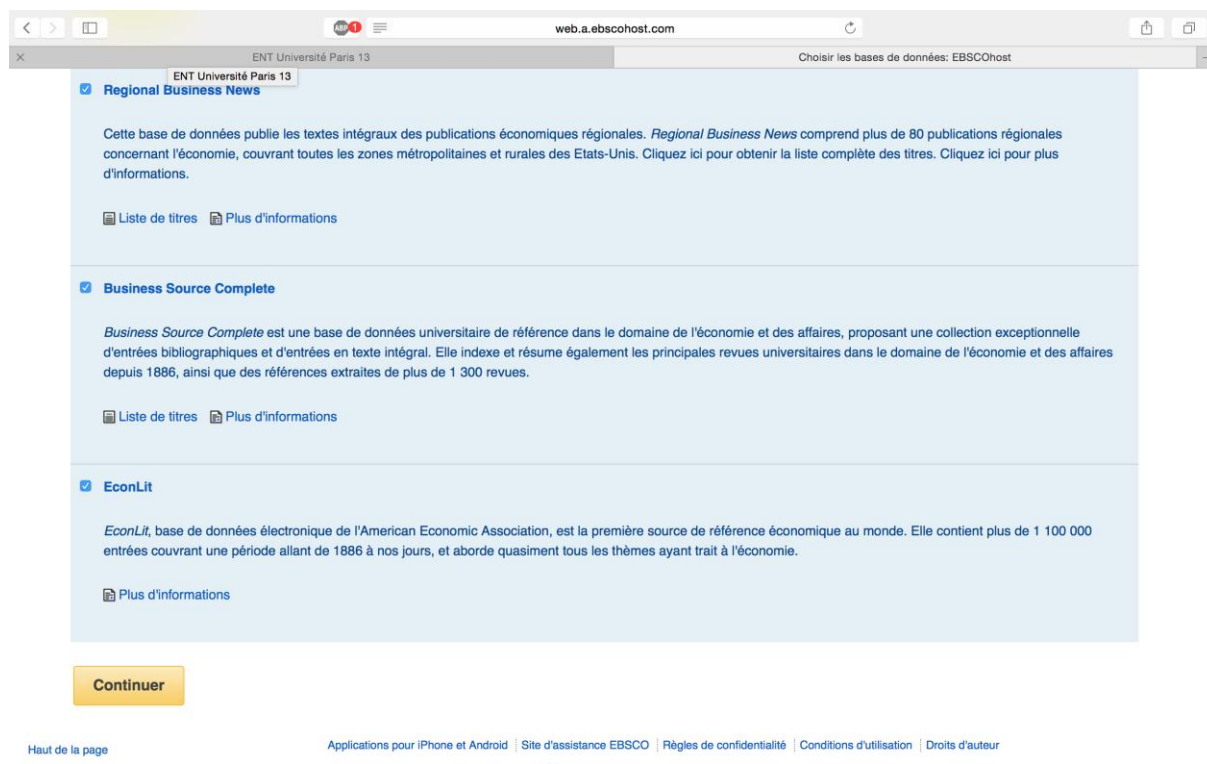 ABP 1
web.a.ebscohost.com
ENT Université Paris 13
Choisir les bases de données: EBSCOhost
ENT Université Paris 13
Regional Business News
Cette base de données publie les textes intégraux des publications économiques régionales. Regional Business News comprend plus de 80 publications régionales
concernant l'économie, couvrant toutes les zones métropolitaines et rurales des Etats-Unis. Cliquez ici pour obtenir la liste complète des titres. Cliquez ici pour plus
d'informations.
Liste de titres Plus d'informations
Business Source Complete
Business Source Complete est une base de données universitaire de référence dans le domaine de l'économie et des affaires, proposant une collection exceptionnelle
d'entrées bibliographiques et d'entrées en texte intégral. Elle indexe et résume également les principales revues universitaires dans le domaine de l'économie et des affaires
depuis 1886, ainsi que des références extraites de plus de 1 300 revues.
Liste de titres Plus d'informations
EconLit
EconLit, base de données électronique de l'American Economic Association, est la première source de référence économique au monde. Elle contient plus de 1 100 000
entrées couvrant une période allant de 1886 à nos jours, et aborde quasiment tous les thèmes ayant trait à l'économie.
Plus d'informations
Continuer
Haut de la page
Applications pour iPhone et Android Site d'assistance EBSCO Règles de confidentialité Conditions d'utilisation Droits d'auteur